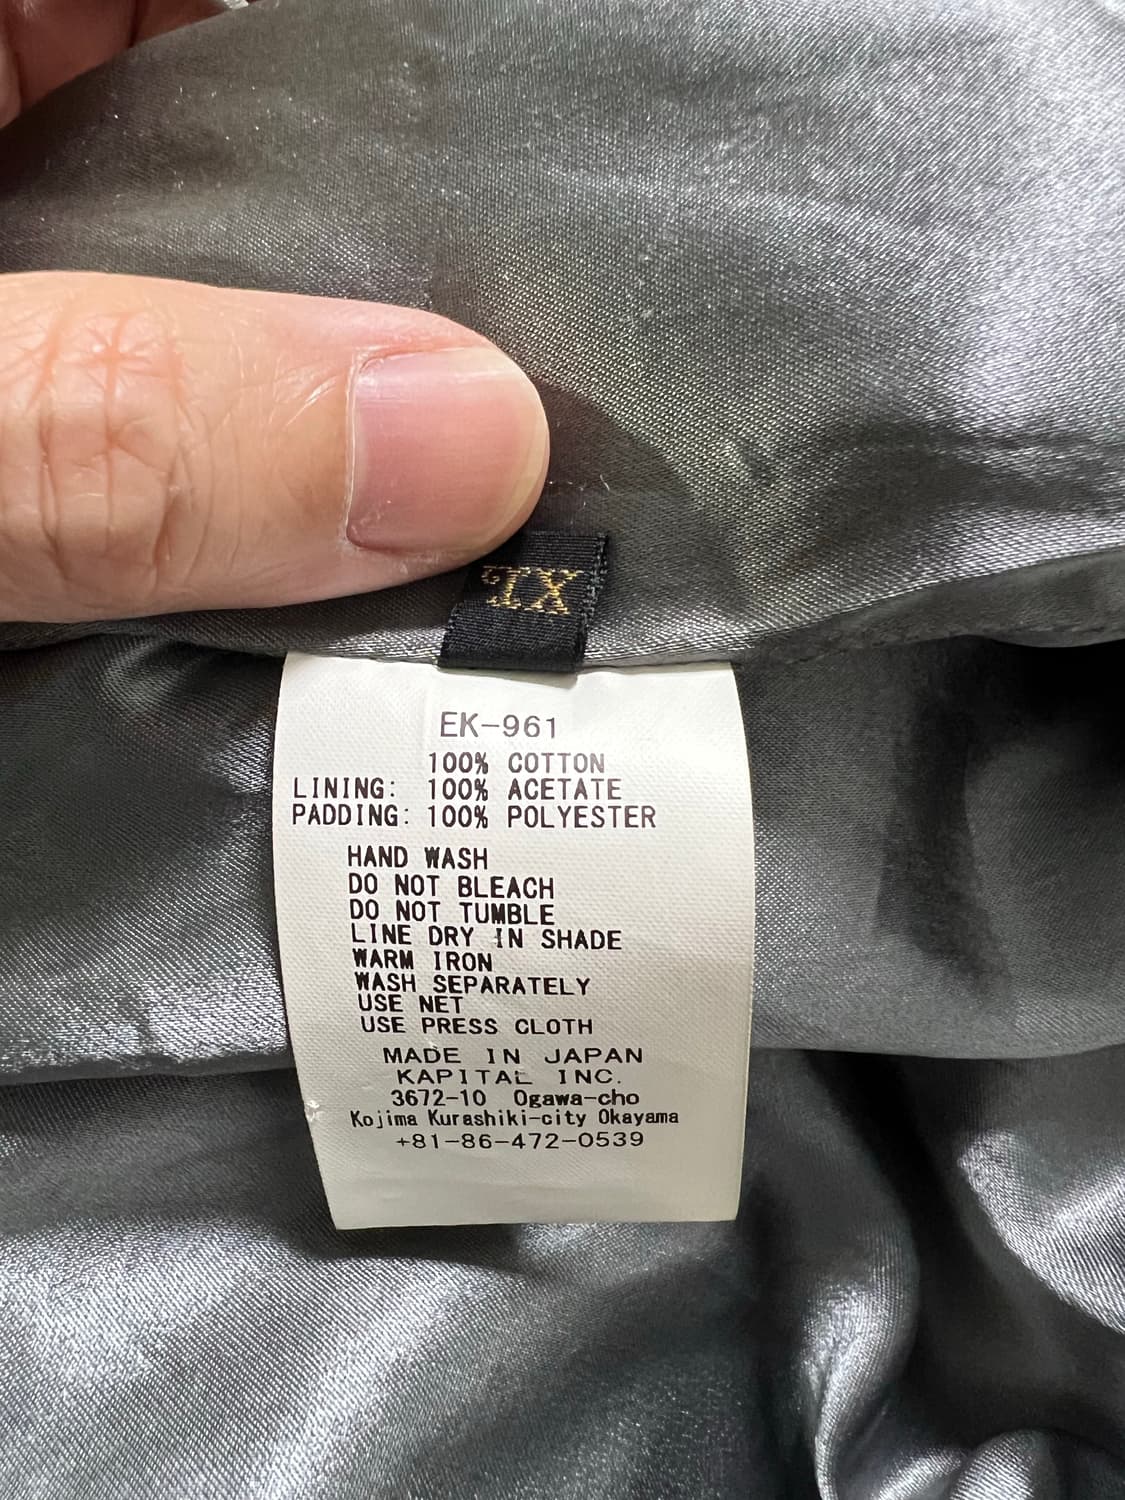 XL
EK-961
100% COTTON
LINING: 100% ACETATE
PADDING: 100% POLYESTER
HAND WASH
DO NOT BLEACH
DO NOT TUMBLE
LINE DRY IN SHADE
WARM IRON
WASH SEPARATELY
USE NET
USE PRESS CLOTH
MADE IN JAPAN
KAPITAL INC.
3672-10 Ogawa-cho
Kojima Kurashiki-city Okayama
+81-86-472-0539